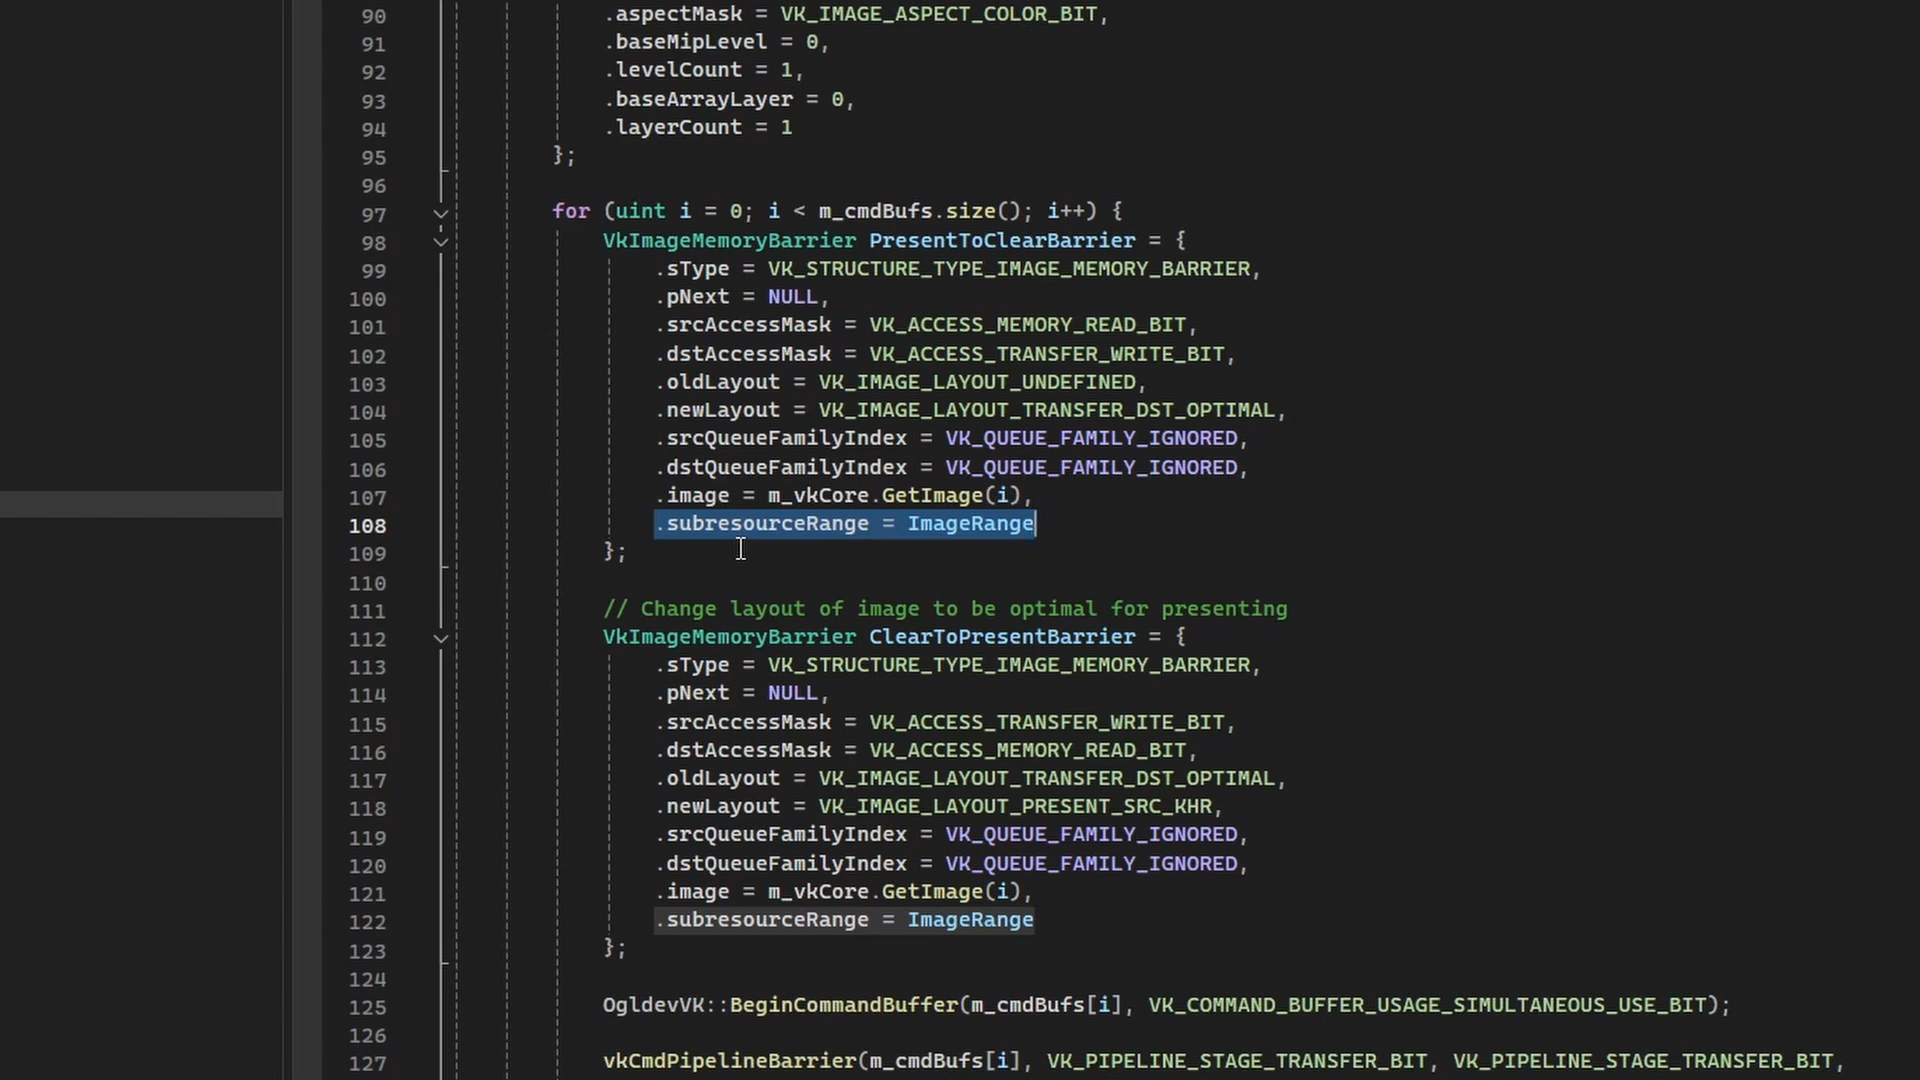 90 .aspectMask = VK_IMAGE_ASPECT_COLOR_BIT,
91 .baseMipLevel = 0,
92 .levelCount = 1,
93 .baseArrayLayer = 0,
94 .layerCount = 1
95 };
96
97 for (uint i = 0; i < m_cmdBufs.size(); i++) {
98 VkImageMemoryBarrier PresentToClearBarrier = {
99 .sType = VK_STRUCTURE_TYPE_IMAGE_MEMORY_BARRIER,
100 .pNext = NULL,
101 .srcAccessMask = VK_ACCESS_MEMORY_READ_BIT,
102 .dstAccessMask = VK_ACCESS_TRANSFER_WRITE_BIT,
103 .oldLayout = VK_IMAGE_LAYOUT_UNDEFINED,
104 .newLayout = VK_IMAGE_LAYOUT_TRANSFER_DST_OPTIMAL,
105 .srcQueueFamilyIndex = VK_QUEUE_FAMILY_IGNORED,
106 .dstQueueFamilyIndex = VK_QUEUE_FAMILY_IGNORED,
107 .image = m_vkCore.GetImage(i),
108 .subresourceRange = ImageRange
109 };
110
111 // Change layout of image to be optimal for presenting
112 VkImageMemoryBarrier ClearToPresentBarrier = {
113 .sType = VK_STRUCTURE_TYPE_IMAGE_MEMORY_BARRIER,
114 .pNext = NULL,
115 .srcAccessMask = VK_ACCESS_TRANSFER_WRITE_BIT,
116 .dstAccessMask = VK_ACCESS_MEMORY_READ_BIT,
117 .oldLayout = VK_IMAGE_LAYOUT_TRANSFER_DST_OPTIMAL,
118 .newLayout = VK_IMAGE_LAYOUT_PRESENT_SRC_KHR,
119 .srcQueueFamilyIndex = VK_QUEUE_FAMILY_IGNORED,
120 .dstQueueFamilyIndex = VK_QUEUE_FAMILY_IGNORED,
121 .image = m_vkCore.GetImage(i),
122 .subresourceRange = ImageRange
123 };
124
125 OgldevVK::BeginCommandBuffer(m_cmdBufs[i], VK_COMMAND_BUFFER_USAGE_SIMULTANEOUS_USE_BIT);
126
127 vkCmdPipelineBarrier(m_cmdBufs[i], VK_PIPELINE_STAGE_TRANSFER_BIT, VK_PIPELINE_STAGE_TRANSFER_BIT,